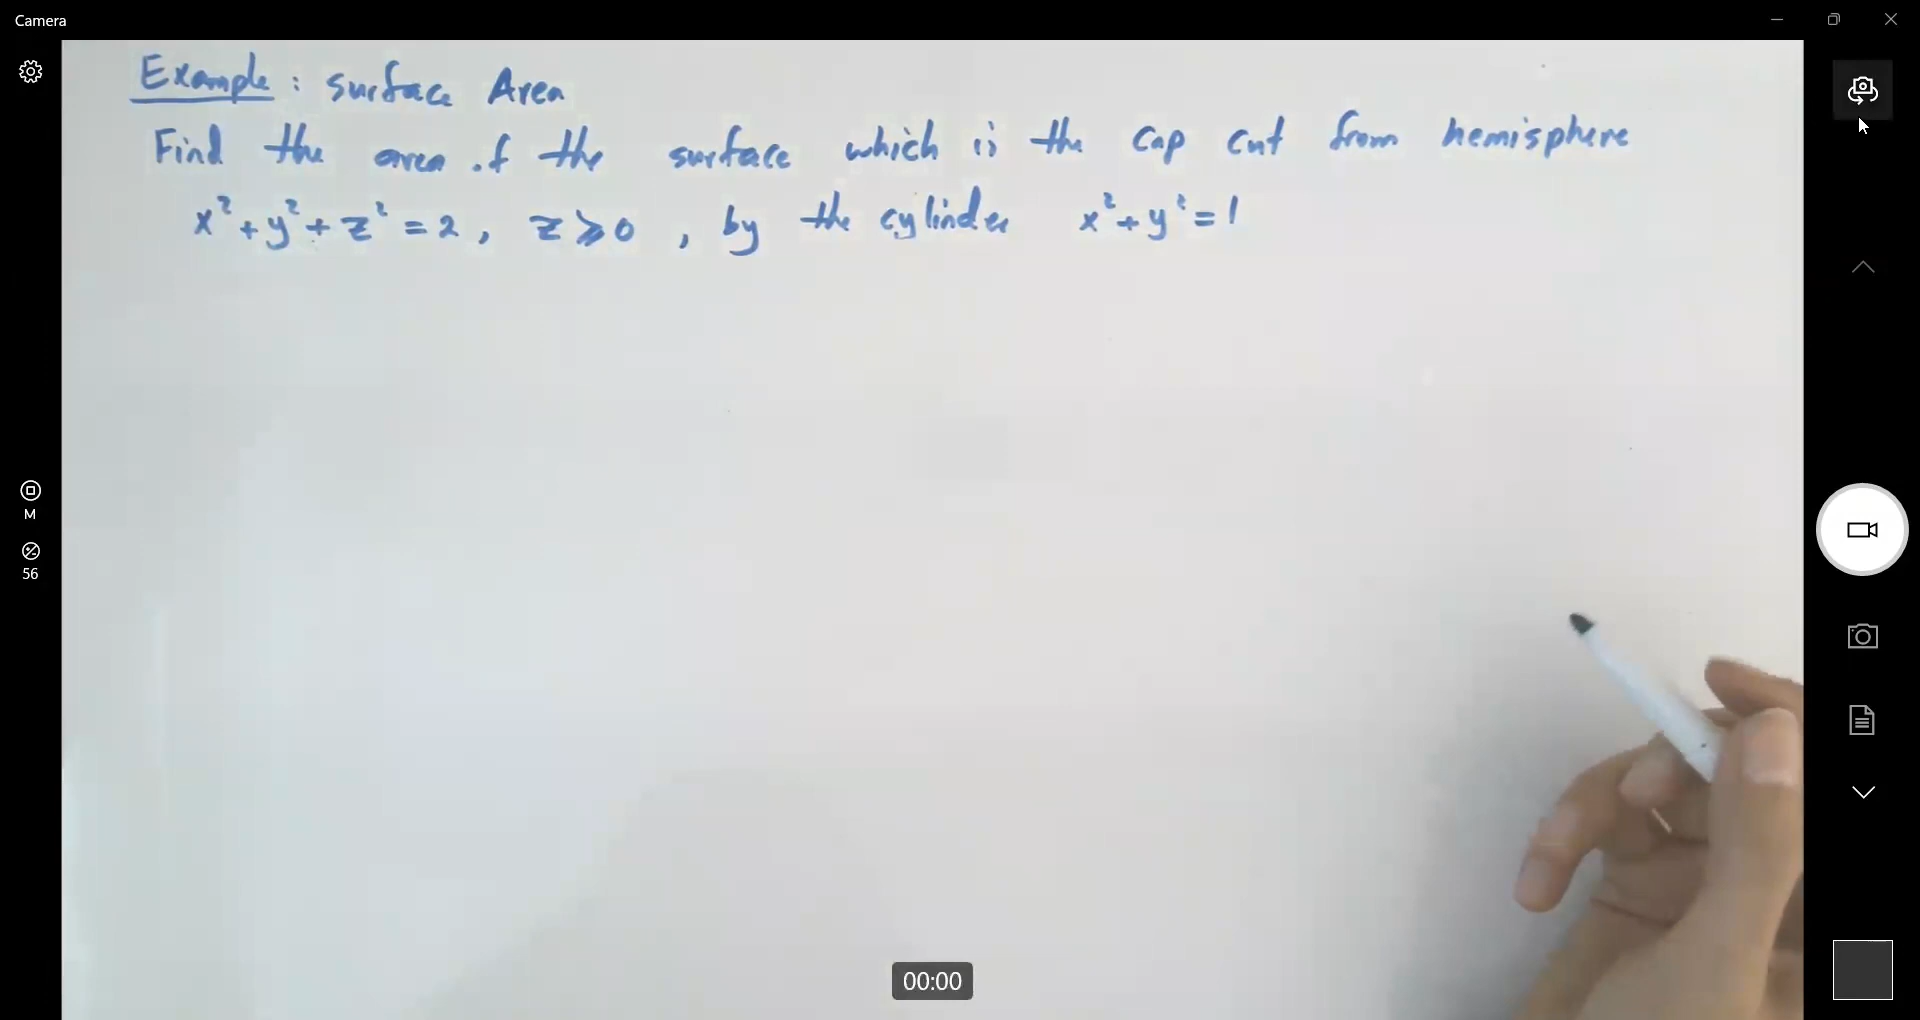 Camera
Example: surface Area
Find the area of the surface which is the cap cut from hemisphere
x² + y² + z² = 2, z ⩾ 0, by the cylinder x² + y² = 1
M
56
00:00